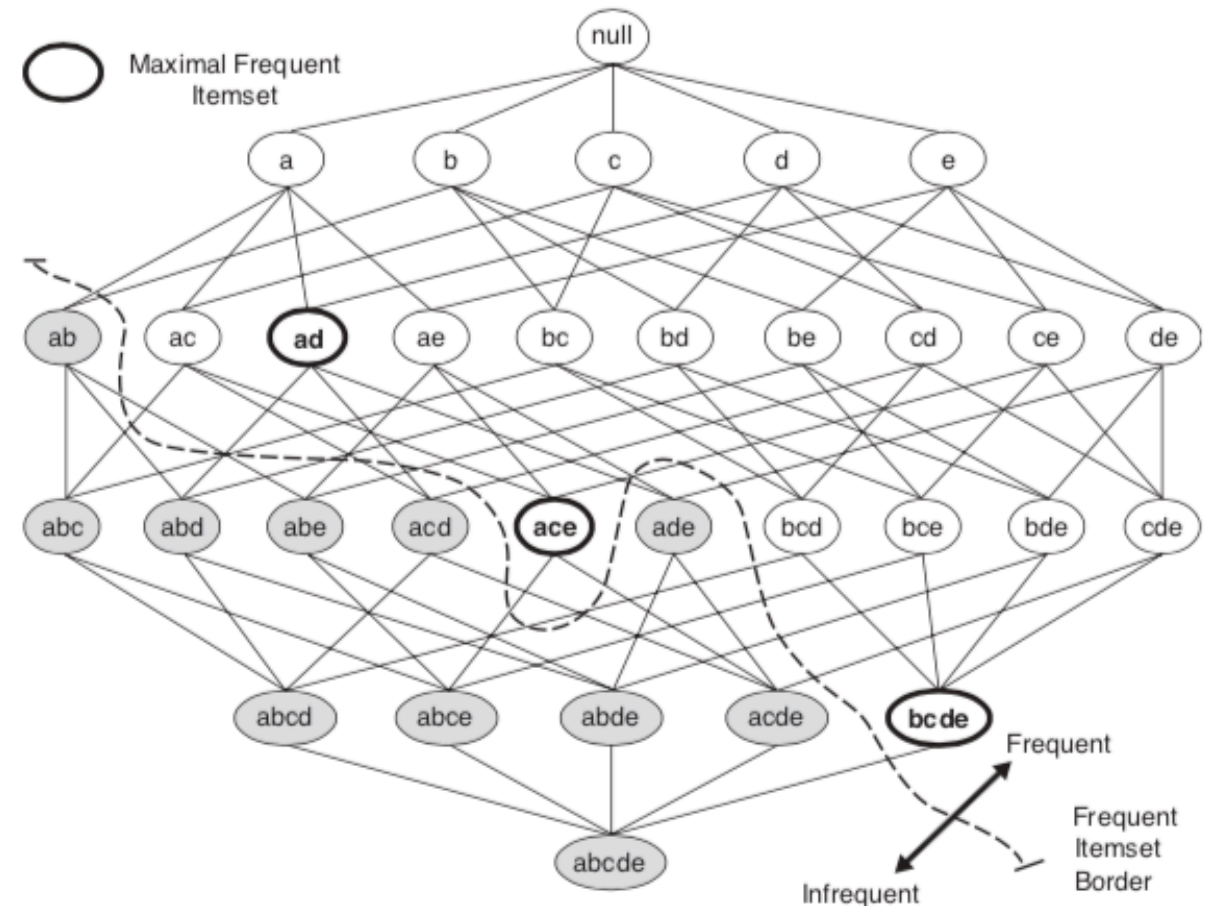 null
Maximal Frequent
Itemset
a b c d e
ab ac ad ae bc bd be cd ce de
abc abd abe acd ace ade bcd bce bde cde
abcd abce abde acde bcde
Frequent
Frequent
Itemset
Border
abcde
Infrequent